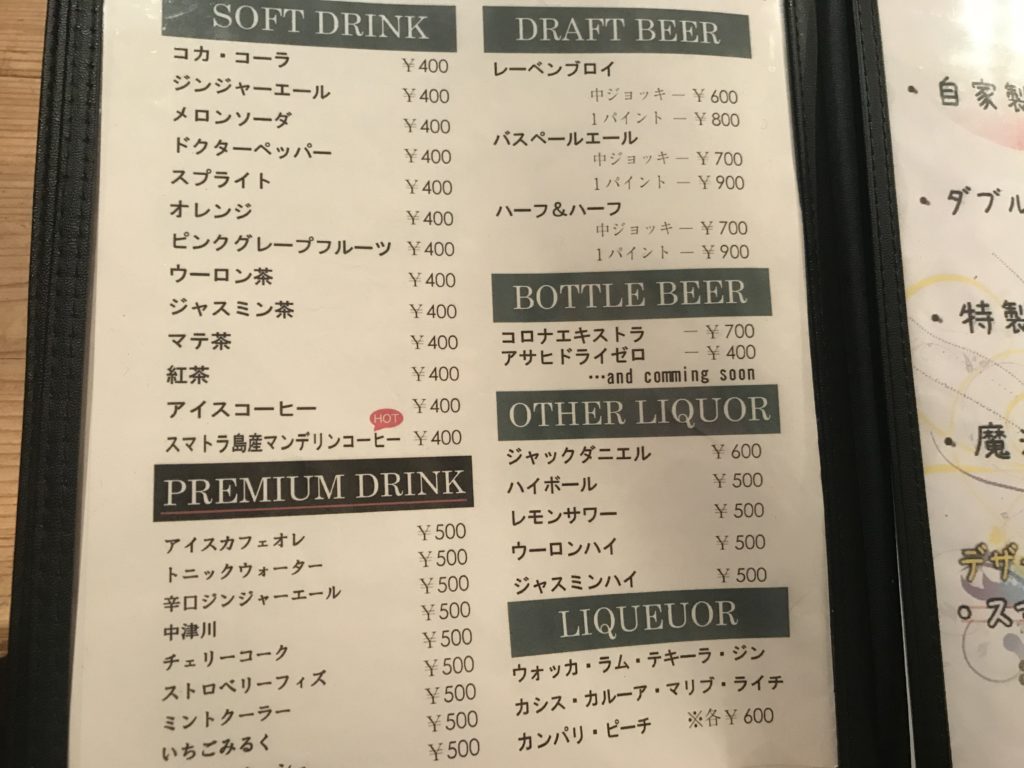 SOFT DRINK
コカ・コーラ ¥400
ジンジャーエール ¥400
メロンソーダ ¥400
ドクターペッパー ¥400
スプライト ¥400
オレンジ ¥400
ピンクグレープフルーツ ¥400
ウーロン茶 ¥400
ジャスミン茶 ¥400
マテ茶 ¥400
紅茶 ¥400
アイスコーヒー ¥400
HOT
スマトラ島産マンデリンコーヒー ¥400
PREMIUM DRINK
アイスカフェオレ ¥500
トニックウォーター ¥500
辛口ジンジャーエール ¥500
中津川 ¥500
チェリーコーク ¥500
ストロベリーフィズ ¥500
ミントクーラー ¥500
いちごみるく ¥500
¥500
DRAFT BEER
レーベンブロイ
中ジョッキ － ¥600
1パイント － ¥800
バスペールエール
中ジョッキ － ¥700
1パイント － ¥900
ハーフ&ハーフ
中ジョッキ － ¥700
1パイント － ¥900
BOTTLE BEER
コロナエキストラ － ¥700
アサヒドライゼロ － ¥400
…and comming soon
OTHER LIQUOR
ジャックダニエル ¥600
ハイボール ¥500
レモンサワー ¥500
ウーロンハイ ¥500
ジャスミンハイ ¥500
LIQUEUOR
ウォッカ・ラム・テキーラ・ジン
カシス・カルーア・マリブ・ライチ
カンパリ・ピーチ ※各¥600
・自家製
・ダブル
・特製
・魔
デザ
・ス